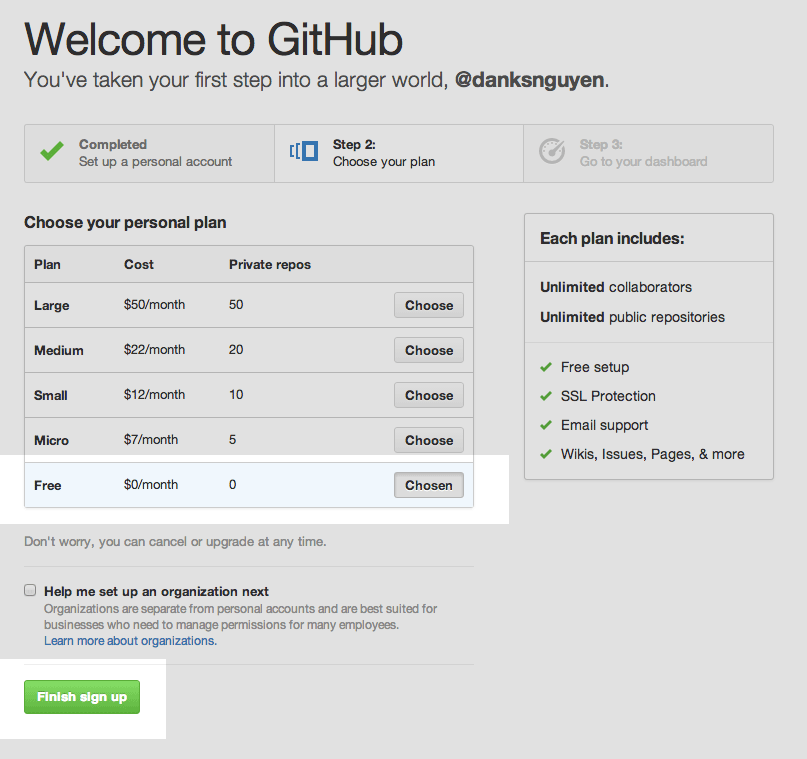 Welcome to GitHub
You've taken your first step into a larger world, @danksnguyen.
Completed
Set up a personal account
Step 2:
Choose your plan
Step 3:
Go to your dashboard
Choose your personal plan
Plan Cost Private repos
Large $50/month 50 Choose
Medium $22/month 20 Choose
Small $12/month 10 Choose
Micro $7/month 5 Choose
Free $0/month 0 Chosen
Don't worry, you can cancel or upgrade at any time.
Help me set up an organization next
Organizations are separate from personal accounts and are best suited for
businesses who need to manage permissions for many employees.
Learn more about organizations.
Finish sign up
Each plan includes:
Unlimited collaborators
Unlimited public repositories
Free setup
SSL Protection
Email support
Wikis, Issues, Pages, & more